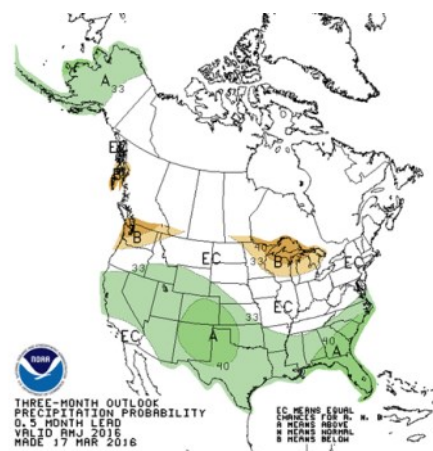 A
33
EC
B
B
33
EC
40
33
B
EC
EC
33
A
40
EC
40
A
NOAA
THREE-MONTH OUTLOOK
PRECIPITATION PROBABILITY
0.5 MONTH LEAD
VALID AMJ 2016
MADE 17 MAR 2016
EC MEANS EQUAL
CHANCES FOR A, N, B
A MEANS ABOVE
N MEANS NORMAL
B MEANS BELOW